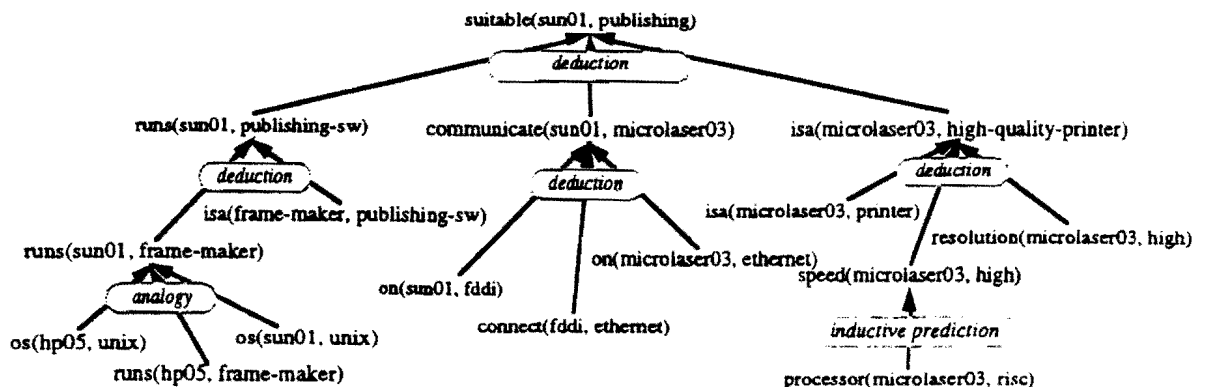 suitable(sun01, publishing)
deduction
runs(sun01, publishing-sw) communicate(sun01, microlaser03) isa(microlaser03, high-quality-printer)
deduction deduction deduction
isa(frame-maker, publishing-sw) isa(microlaser03, printer)
runs(sun01, frame-maker) on(microlaser03, ethernet) resolution(microlaser03, high)
speed(microlaser03, high)
analogy on(sun01, fddi)
os(hp05, unix) os(sun01, unix) connect(fddi, ethernet) inductive prediction
runs(hp05, frame-maker) processor(microlaser03, risc)